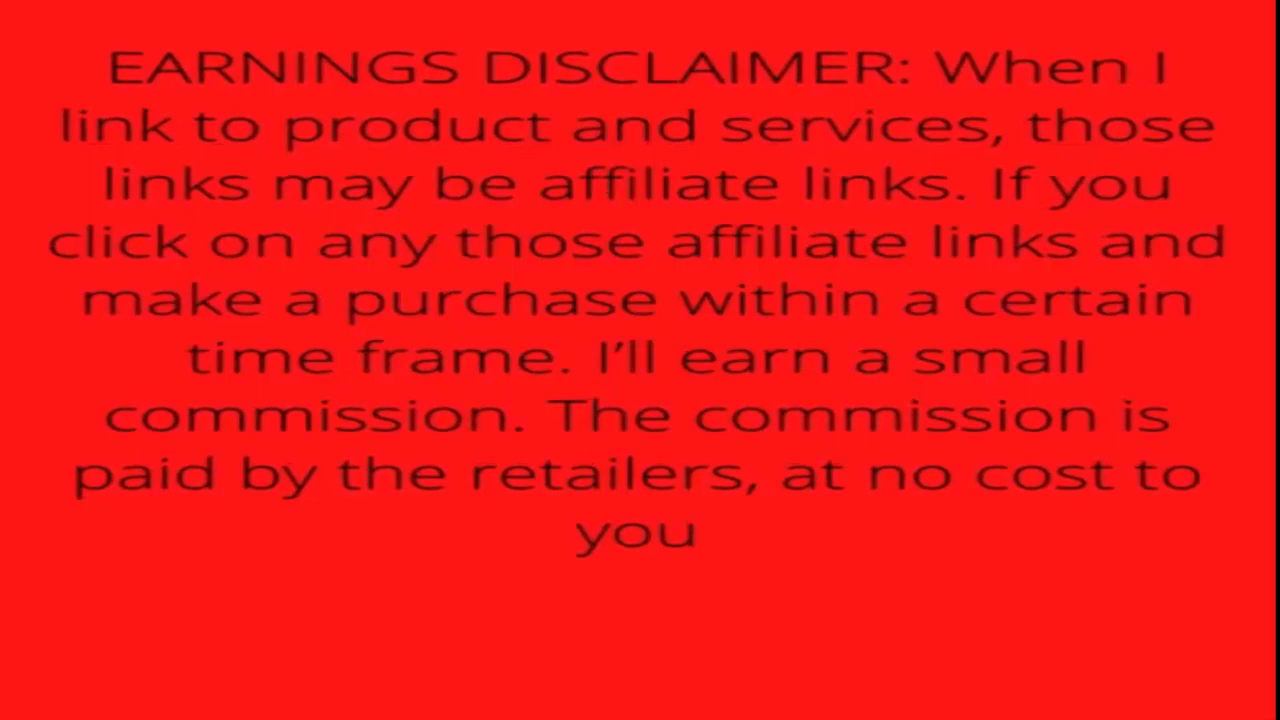 EARNINGS DISCLAIMER: When I
link to product and services, those
links may be affiliate links. If you
click on any those affiliate links and
make a purchase within a certain
time frame. I’ll earn a small
commission. The commission is
paid by the retailers, at no cost to
you